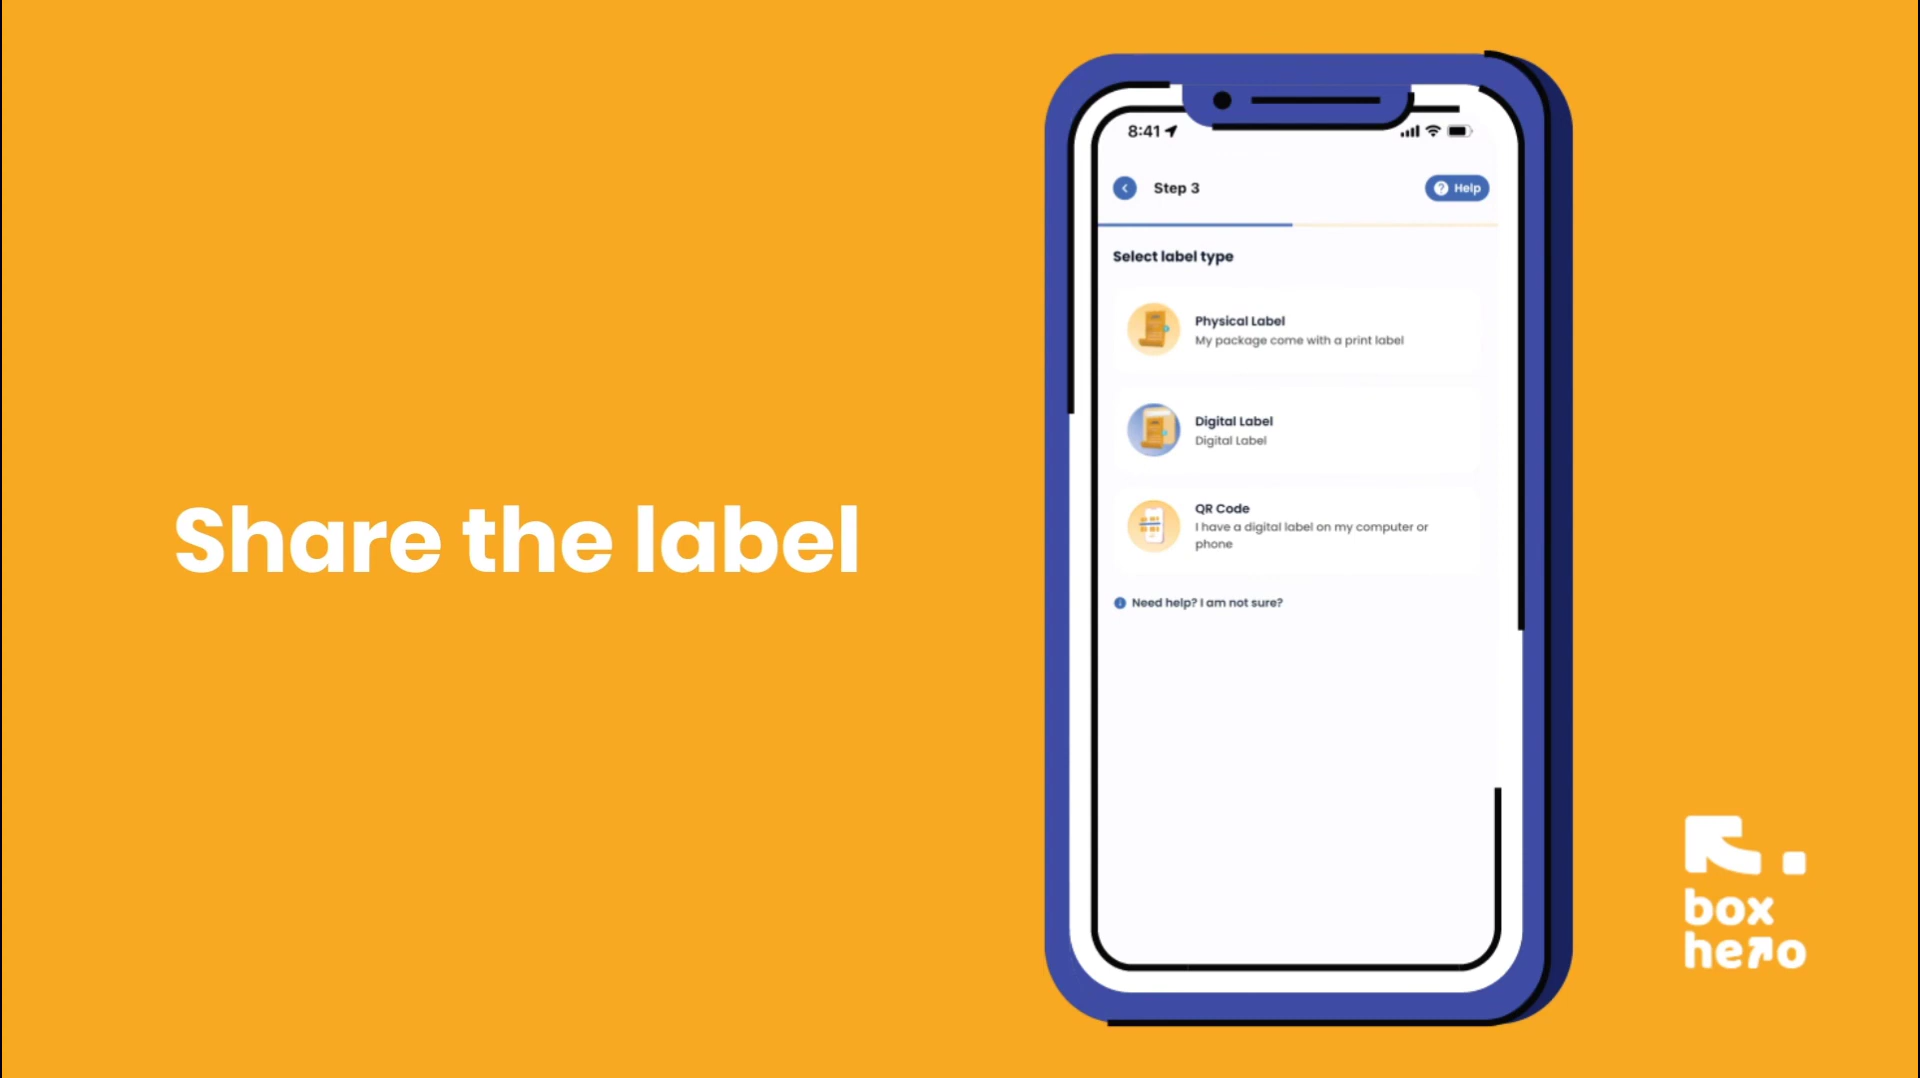 Share the label
8:41
Step 3
Help
Select label type
Physical Label
My package come with a print label
Digital Label
Digital Label
QR Code
I have a digital label on my computer or
phone
Need help? I am not sure?
box
hero